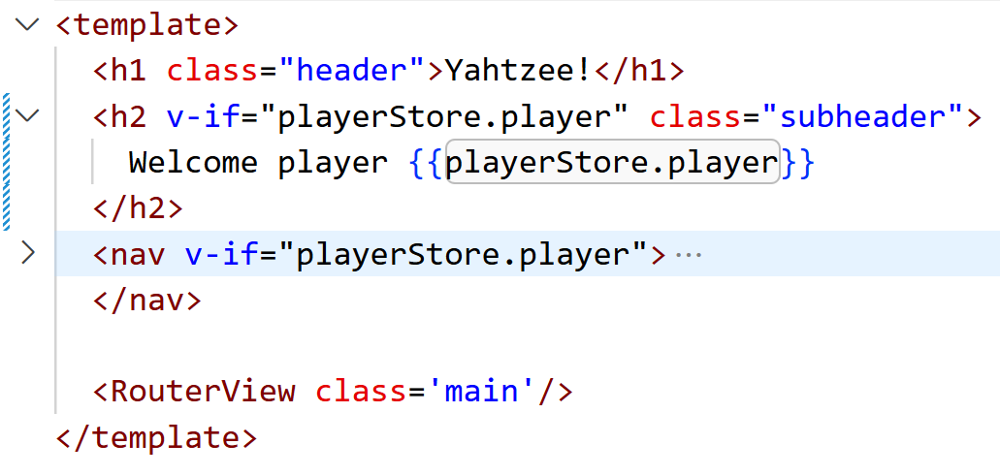 <template>
<h1 class="header">Yahtzee!</h1>
<h2 v-if="playerStore.player" class="subheader">
Welcome player {{playerStore.player}}
</h2>
<nav v-if="playerStore.player">···
</nav>
<RouterView class='main'/>
</template>